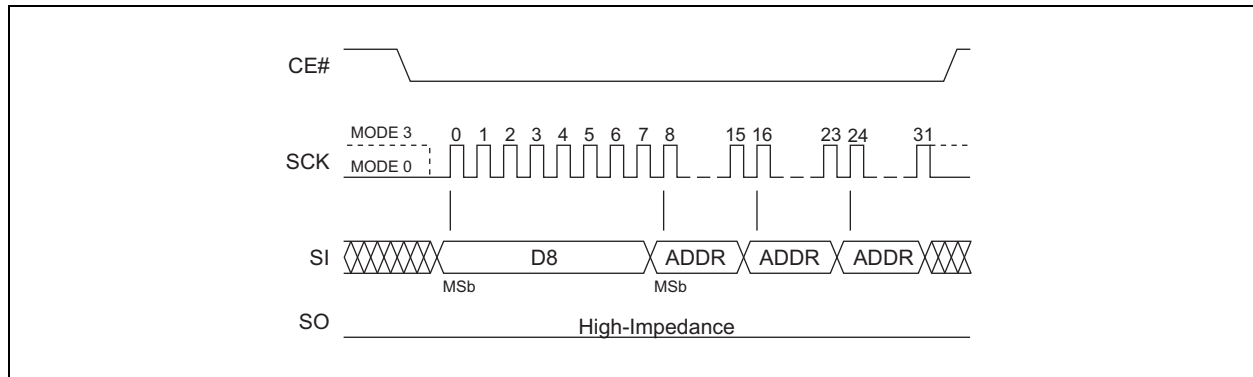 CE#
MODE 3
0 1 2 3 4 5 6 7 8 15 16 23 24 31
SCK
MODE 0
SI
D8
ADDR
ADDR
ADDR
MSb
MSb
SO
High-Impedance